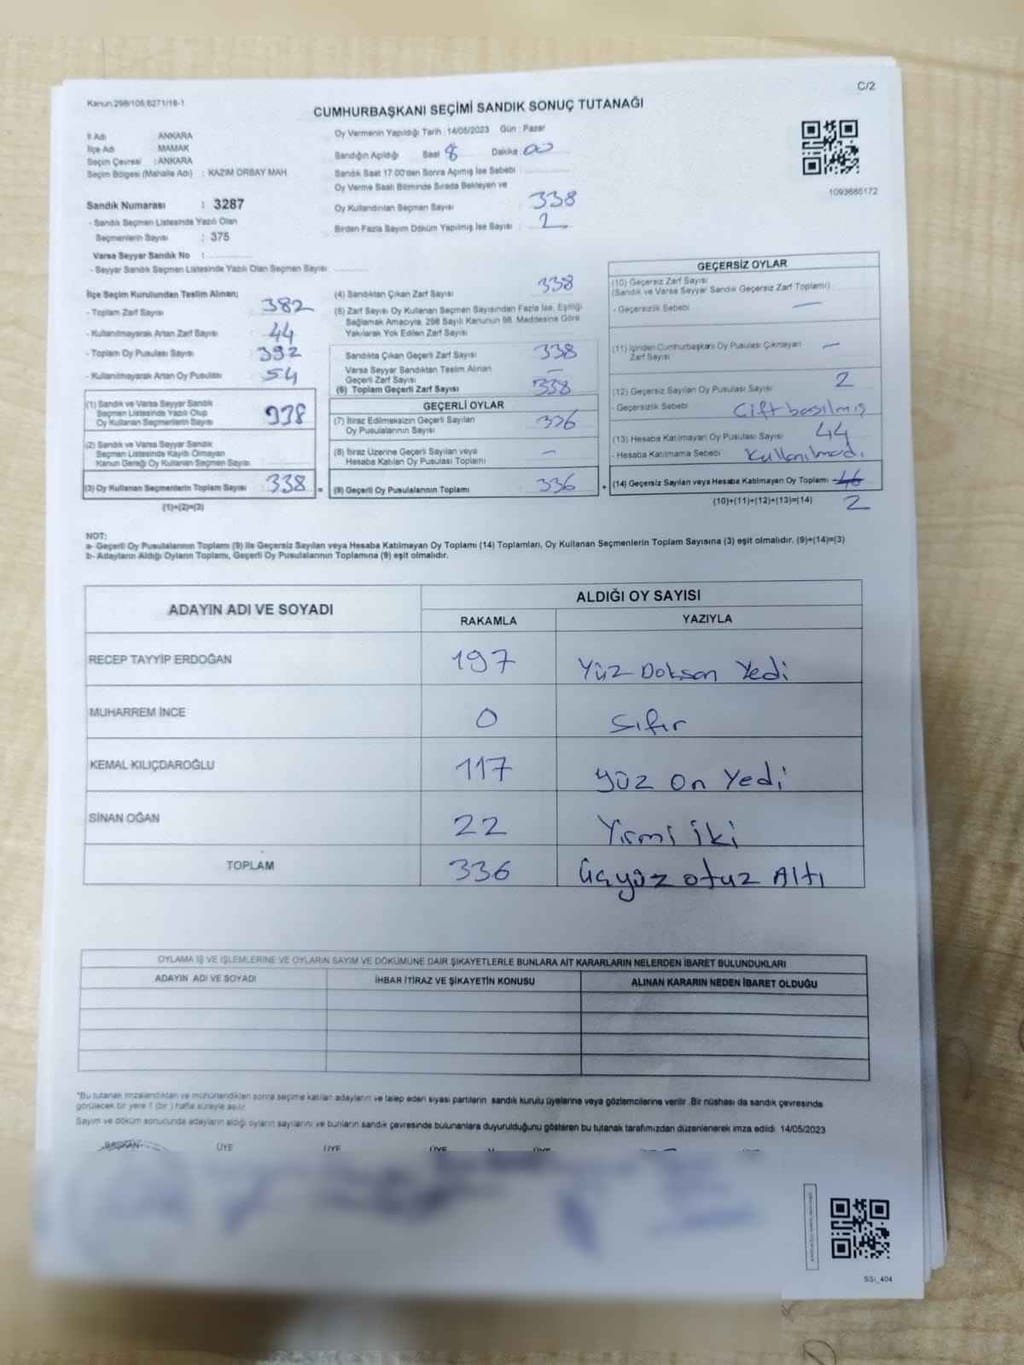 C/2
Kanun:298/105;6271/18-1
CUMHURBAŞKANI SEÇİMİ SANDIK SONUÇ TUTANAĞI
İl Adı ANKARA
İlçe Adı MAMAK
Seçim Çevresi : ANKARA
Seçim Bölgesi (Mahalle Adı) : KAZIM ORBAY MAH
Sandık Numarası : 3287
- Sandık Seçmen Listesinde Yazılı Olan
Seçmenlerin Sayısı : 375
Varsa Seyyar Sandık No :
- Seyyar Sandık Seçmen Listesinde Yazılı Olan Seçmen Sayısı
Oy Vermenin Yapıldığı Tarih : 14/05/2023 Gün : Pazar
Sandığın Açıldığı Saat 8 Dakika 00
Sandık Saat 17.00'den Sonra Açılmış İse Sebebi
Oy Verme Saati Bitiminde Sırada Bekleyen ve
Oy Kullandırılan Seçmen Sayısı 338
Birden Fazla Sayım Döküm Yapılmış İse Sayısı 2
1093686172
İlçe Seçim Kurulundan Teslim Alınan;
- Toplam Zarf Sayısı 382
- Kullanılmayarak Artan Zarf Sayısı 44
- Toplam Oy Pusulası Sayısı 392
- Kullanılmayarak Artan Oy Pusulası 54
(1) Sandık ve Varsa Seyyar Sandık
Seçmen Listesinde Yazılı Olup
Oy Kullanan Seçmenlerin Sayısı 338
(2) Sandık ve Varsa Seyyar Sandık
Seçmen Listesinde Kayıtlı Olmayan
Kanun Gereği Oy Kullanan Seçmen Sayısı
(3) Oy Kullanan Seçmenlerin Toplam Sayısı 338
(1)+(2)=(3)
(4) Sandıktan Çıkan Zarf Sayısı 338
(5) Zarf Sayısı Oy Kullanan Seçmen Sayısından Fazla İse, Eşitliği
Sağlamak Amacıyla, 298 Sayılı Kanunun 98. Maddesine Göre
Yakılarak Yok Edilen Zarf Sayısı
Sandıkta Çıkan Geçerli Zarf Sayısı 338
Varsa Seyyar Sandıktan Teslim Alınan
Geçerli Zarf Sayısı –
(6) Toplam Geçerli Zarf Sayısı 338
GEÇERLİ OYLAR
(7) İtiraz Edilmeksizin Geçerli Sayılan
Oy Pusulalarının Sayısı 336
(8) İtiraz Üzerine Geçerli Sayılan veya
Hesaba Katılan Oy Pusulası Toplamı –
= (9) Geçerli Oy Pusulalarının Toplamı 336
GEÇERSİZ OYLAR
(10) Geçersiz Zarf Sayısı
(Sandık ve Varsa Seyyar Sandık Geçersiz Zarf Toplamı)
- Geçersizlik Sebebi –
(11) İçinden Cumhurbaşkanı Oy Pusulası Çıkmayan
Zarf Sayısı –
(12) Geçersiz Sayılan Oy Pusulası Sayısı 2
- Geçersizlik Sebebi Çift basılmış
(13) Hesaba Katılmayan Oy Pusulası Sayısı 44
- Hesaba Katılmama Sebebi Kullanılmadı.
+ (14) Geçersiz Sayılan veya Hesaba Katılmayan Oy Toplamı 46
(10)+(11)+(12)+(13)=(14) 2
NOT:
a- Geçerli Oy Pusulalarının Toplamı (9) ile Geçersiz Sayılan veya Hesaba Katılmayan Oy Toplamı (14) Toplamları, Oy Kullanan Seçmenlerin Toplam Sayısına (3) eşit olmalıdır. (9)+(14)=(3)
b- Adayların Aldığı Oyların Toplamı, Geçerli Oy Pusulalarının Toplamına (9) eşit olmalıdır.
ADAYIN ADI VE SOYADI ALDIĞI OY SAYISI
RAKAMLA YAZIYLA
RECEP TAYYİP ERDOĞAN 197 Yüz Doksan Yedi
MUHARREM İNCE 0 Sıfır
KEMAL KILIÇDAROĞLU 117 Yüz On Yedi
SİNAN OĞAN 22 Yirmi İki
TOPLAM 336 Üçyüz otuz Altı
OYLAMA İŞ VE İŞLEMLERİNE VE OYLARIN SAYIM VE DÖKÜMÜNE DAİR ŞİKAYETLERLE BUNLARA AİT KARARLARIN NELERDEN İBARET BULUNDUKLARI
ADAYIN ADI VE SOYADI İHBAR İTİRAZ VE ŞİKAYETİN KONUSU ALINAN KARARIN NEDEN İBARET OLDUĞU
*Bu tutanak imzalandıktan ve mühürlendikten sonra seçime katılan adayların ve talep eden siyasi partilerin sandık kurulu üyelerine veya gözlemcilerine verilir. Bir nüshası da sandık çevresinde
görülecek bir yere 1 (bir) hafta süreyle asılır.
Sayım ve döküm sonucunda adayların aldığı oyların sayılarını ve bunların sandık çevresinde bulunanlara duyurulduğunu gösteren bu tutanak tarafımızdan düzenlenerek imza edildi. 14/05/2023
BAŞKAN ÜYE ÜYE ÜYE ÜYE
SSİ_404